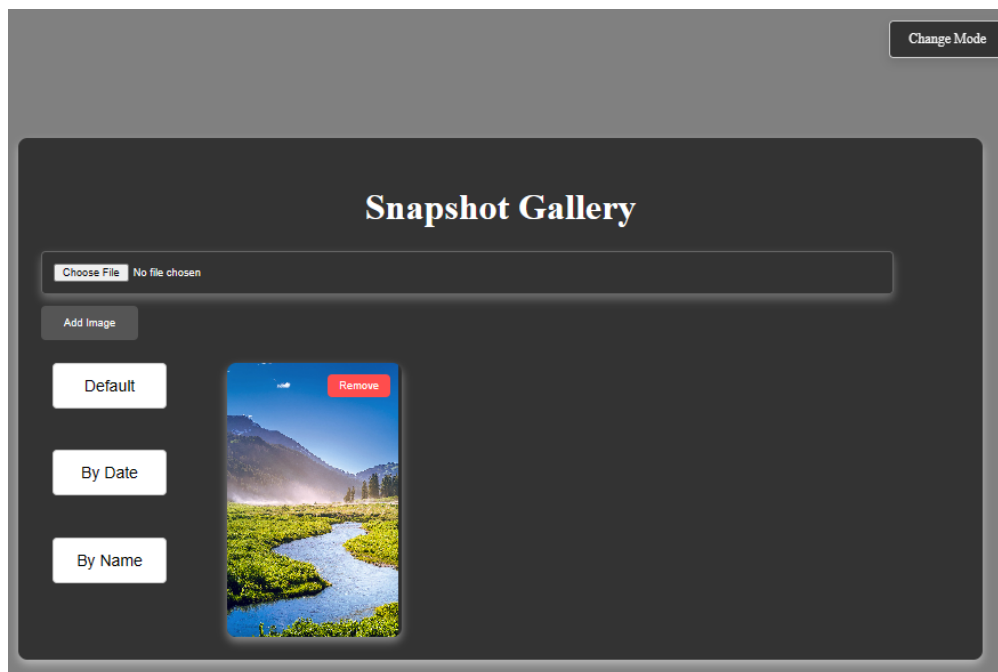 Change Mode
Snapshot Gallery
Choose File No file chosen
Add Image
Default
Remove
By Date
By Name